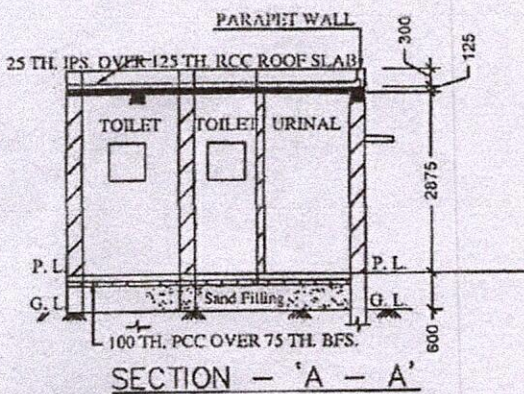 PARAPET WALL
25 TH. IPS. OVER 125 TH. RCC ROOF SLAB
300
125
TOILET TOILET URINAL
2875
P. L. P. L.
G. L. Sand Filling G. L.
600
100 TH. PCC OVER 75 TH. BFS.
SECTION - 'A - A'